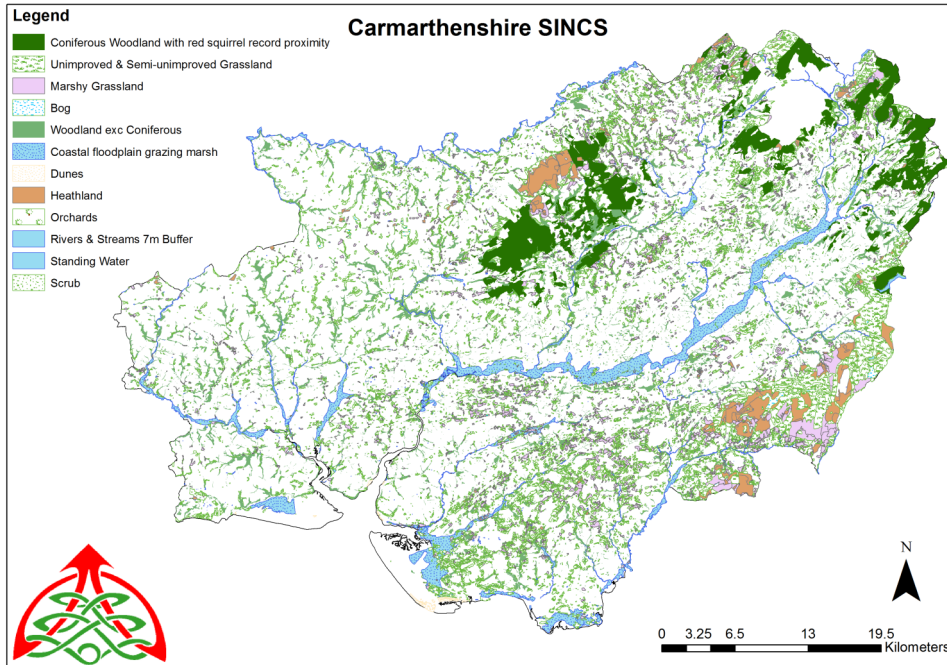 Legend
Carmarthenshire SINCS
Coniferous Woodland with red squirrel record proximity
Unimproved & Semi-unimproved Grassland
Marshy Grassland
Bog
Woodland exc Coniferous
Coastal floodplain grazing marsh
Dunes
Heathland
Orchards
Rivers & Streams 7m Buffer
Standing Water
Scrub
N
0 3.25 6.5 13 19.5
Kilometers